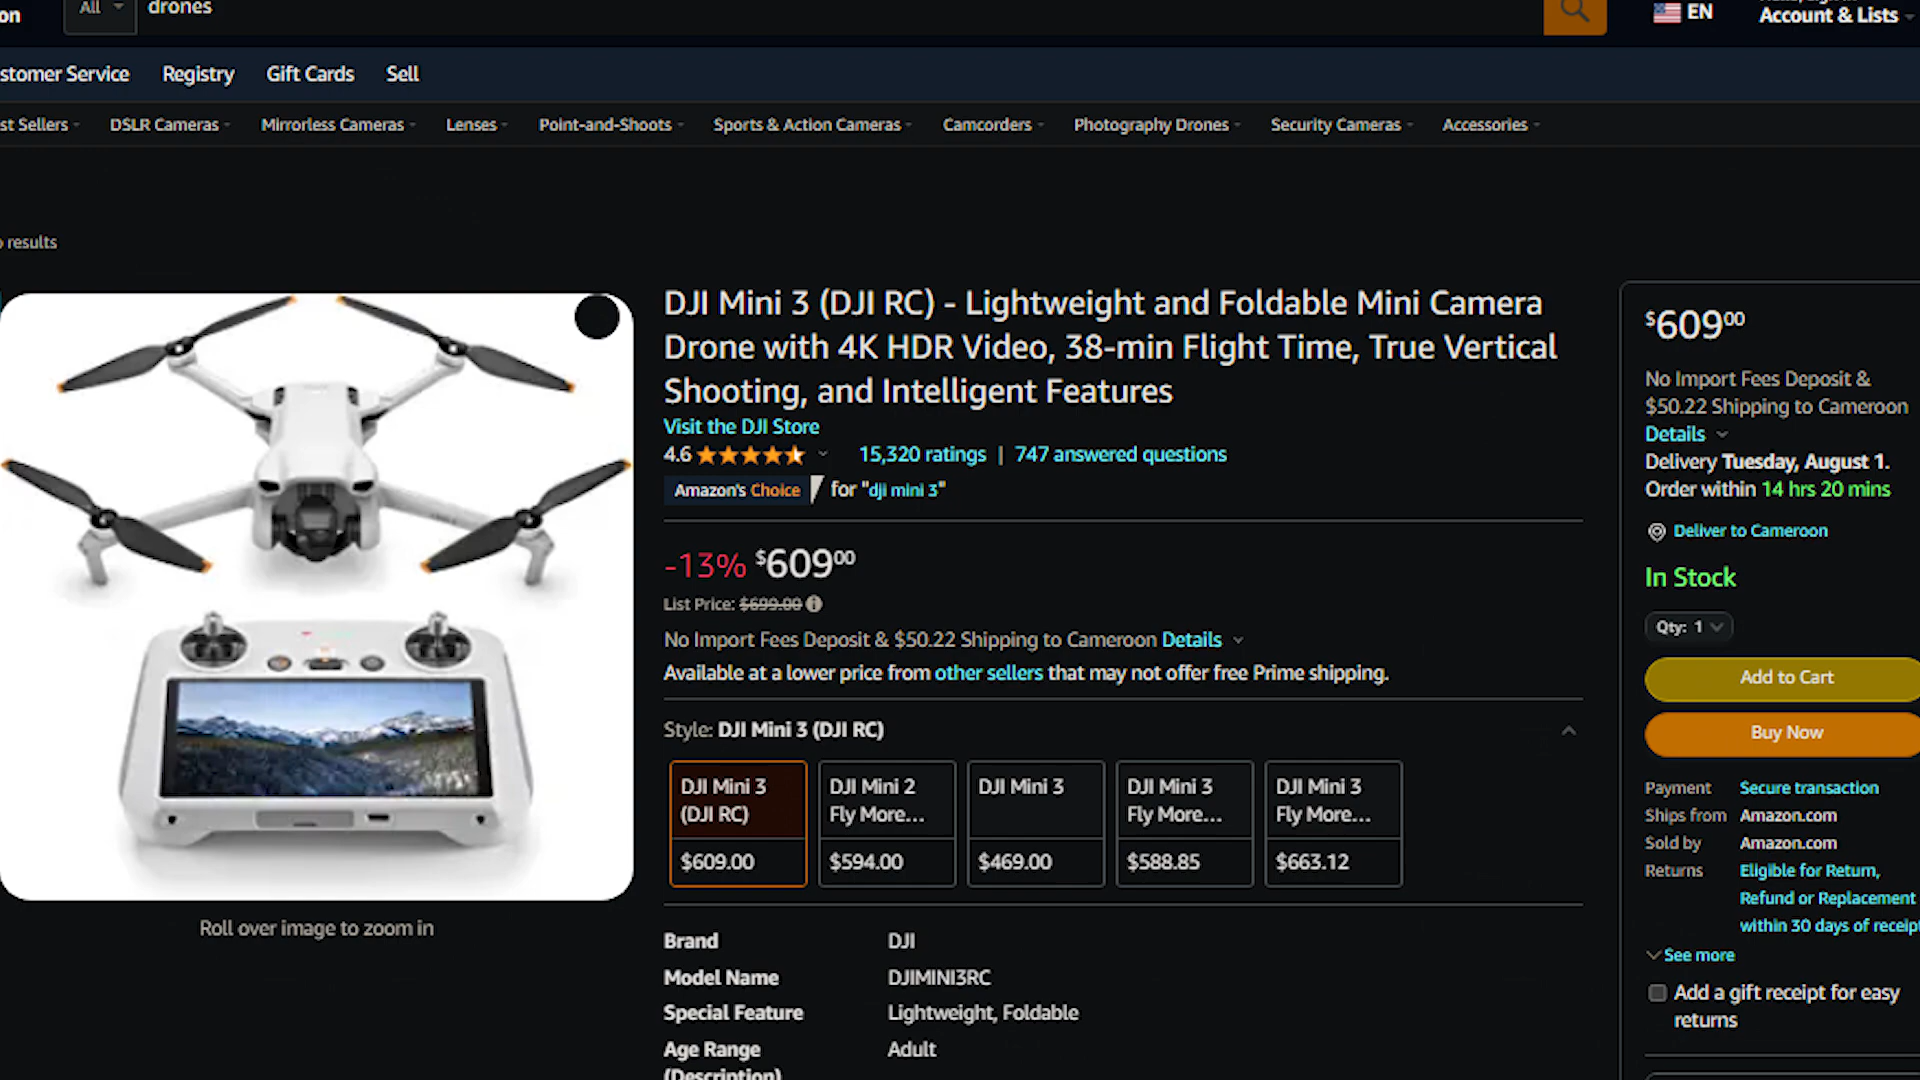 on
All
drones
EN
Account & Lists
stomer Service
Registry
Gift Cards
Sell
st Sellers
DSLR Cameras
Mirrorless Cameras
Lenses
Point-and-Shoots
Sports & Action Cameras
Camcorders
Photography Drones
Security Cameras
Accessories
results
DJI Mini 3 (DJI RC) - Lightweight and Foldable Mini Camera
Drone with 4K HDR Video, 38-min Flight Time, True Vertical
Shooting, and Intelligent Features
Visit the DJI Store
4.6
15,320 ratings | 747 answered questions
Amazon's Choice for "dji mini 3"
-13% $609⁰⁰
List Price: $699.00
No Import Fees Deposit & $50.22 Shipping to Cameroon Details
Available at a lower price from other sellers that may not offer free Prime shipping.
Style: DJI Mini 3 (DJI RC)
DJI Mini 3
(DJI RC)
$609.00
DJI Mini 2
Fly More...
$594.00
DJI Mini 3
$469.00
DJI Mini 3
Fly More...
$588.85
DJI Mini 3
Fly More...
$663.12
Roll over image to zoom in
Brand DJI
Model Name DJIMINI3RC
Special Feature Lightweight, Foldable
Age Range Adult
(Description)
$609⁰⁰
No Import Fees Deposit &
$50.22 Shipping to Cameroon
Details
Delivery Tuesday, August 1.
Order within 14 hrs 20 mins
Deliver to Cameroon
In Stock
Qty: 1
Add to Cart
Buy Now
Payment Secure transaction
Ships from Amazon.com
Sold by Amazon.com
Returns Eligible for Return,
Refund or Replacement
within 30 days of receipt
See more
Add a gift receipt for easy
returns